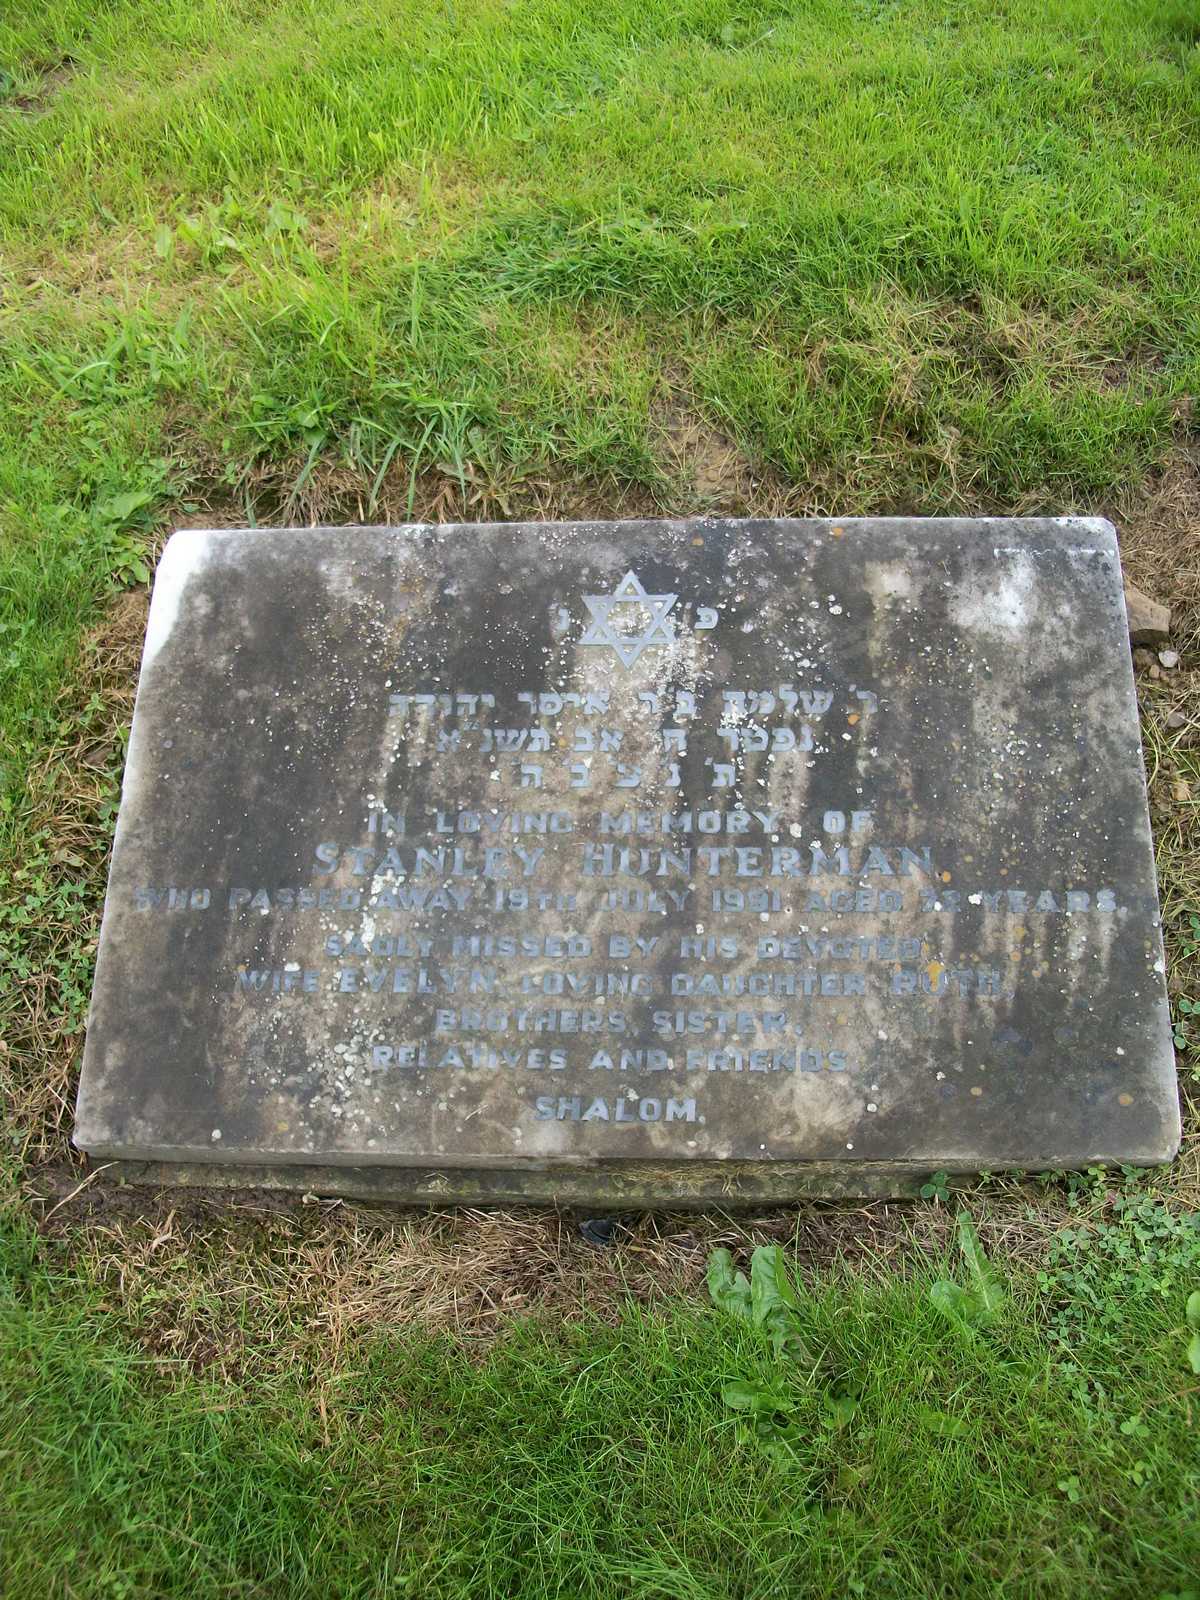 פ״נ
ר׳ שלמה ב״ר איסר יהודה
נפטר ח׳ אב תשנ״א
ת׳ נ׳ צ׳ ב׳ ה׳
IN LOVING MEMORY OF
STANLEY HUNTERMAN
WHO PASSED AWAY 19TH JULY 1991 AGED YEARS.
SADLY MISSED BY HIS DEVOTED
WIFE EVELYN, LOVING DAUGHTER RUTH,
BROTHERS, SISTER,
RELATIVES AND FRIENDS
SHALOM.